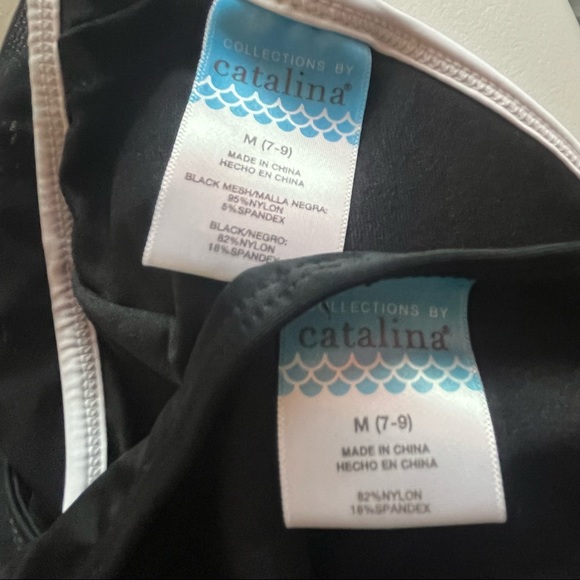 COLLECTIONS BY
catalina®
M (7-9)
MADE IN CHINA
HECHO EN CHINA
BLACK MESH/MALLA NEGRA:
95%NYLON
5%SPANDEX
BLACK/NEGRO:
82%NYLON
18%SPANDEX
COLLECTIONS BY
catalina®
M (7-9)
MADE IN CHINA
HECHO EN CHINA
82%NYLON
18%SPANDEX